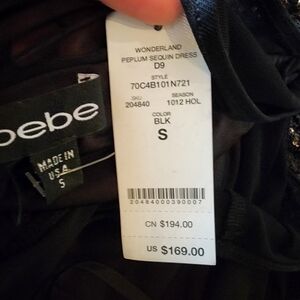 bebe
MADE IN
USA
S
WONDERLAND
PEPLUM SEQUIN DRESS
D9
STYLE
70C4B101N721
SKU SEASON
204840 1012 HOL
COLOR
BLK
S
20484000390007
CN $194.00
US $169.00